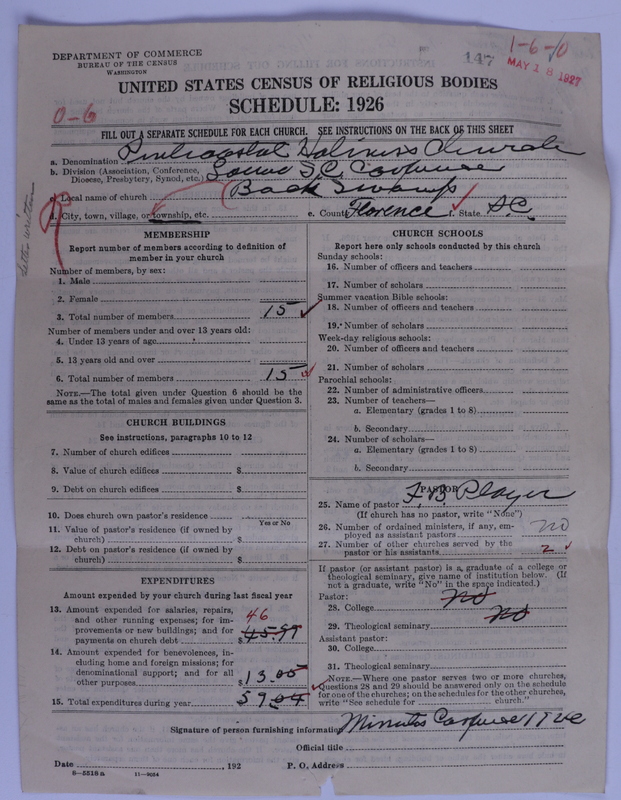 DEPARTMENT OF COMMERCE
BUREAU OF THE CENSUS
WASHINGTON
147
1-6-0
MAY 18 1927
UNITED STATES CENSUS OF RELIGIOUS BODIES
SCHEDULE: 1926
0-6
FILL OUT A SEPARATE SCHEDULE FOR EACH CHURCH. SEE INSTRUCTIONS ON THE BACK OF THIS SHEET
a. Denomination Pentecostal Holiness Church
b. Division (Association, Conference, Diocese, Presbytery, Synod, etc.) S.C. Conference
c. Local name of church Back Swamp
d. City, town, village, or township, etc.
e. County Florence f. State S.C.
Letter written
MEMBERSHIP
Report number of members according to definition of
member in your church
Number of members, by sex:
1. Male
2. Female
3. Total number of members 15
Number of members under and over 13 years old:
4. Under 13 years of age
5. 13 years old and over
6. Total number of members 15
NOTE.—The total given under Question 6 should be the
same as the total of males and females given under Question 3.
CHURCH BUILDINGS
See instructions, paragraphs 10 to 12
7. Number of church edifices
8. Value of church edifices $
9. Debt on church edifices $
10. Does church own pastor's residence
Yes or No
11. Value of pastor's residence (if owned by
church) $
12. Debt on pastor's residence (if owned by
church) $
EXPENDITURES
Amount expended by your church during last fiscal year
13. Amount expended for salaries, repairs,
and other running expenses; for im-
provements or new buildings; and for
payments on church debt $ 46
14. Amount expended for benevolences, in-
cluding home and foreign missions; for
denominational support; and for all
other purposes $ 13.05
15. Total expenditures during year $ 59.04
CHURCH SCHOOLS
Report here only schools conducted by this church
Sunday schools:
16. Number of officers and teachers
17. Number of scholars
Summer vacation Bible schools:
18. Number of officers and teachers
19. Number of scholars
Week-day religious schools:
20. Number of officers and teachers
21. Number of scholars
Parochial schools:
22. Number of administrative officers
23. Number of teachers—
a. Elementary (grades 1 to 8)
b. Secondary
24. Number of scholars—
a. Elementary (grades 1 to 8)
b. Secondary
PASTOR
25. Name of pastor F B Player
(If church has no pastor, write "None")
26. Number of ordained ministers, if any, em-
ployed as assistant pastors no
27. Number of other churches served by the
pastor or his assistants 2
If pastor (or assistant pastor) is a graduate of a college or
theological seminary, give name of institution below. (If
not a graduate, write "No" in the space indicated.)
Pastor:
28. College no
29. Theological seminary no
Assistant pastor:
30. College
31. Theological seminary
NOTE.—Where one pastor serves two or more churches,
Questions 28 and 29 should be answered only on the schedule
for one of the churches; on the schedules for the other churches,
write "See schedule for church."
Signature of person furnishing information Minutes Conference 1926
Official title
Date , 192 P. O. Address
8—5518 a 11—9034